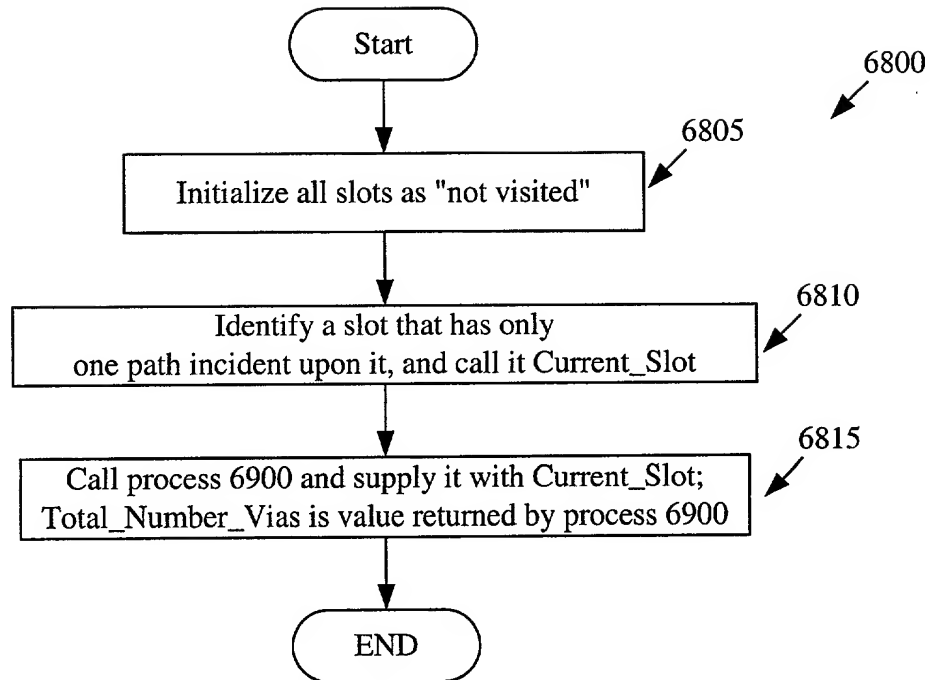 Start
6800
6805
Initialize all slots as "not visited"
6810
Identify a slot that has only
one path incident upon it, and call it Current_Slot
6815
Call process 6900 and supply it with Current_Slot;
Total_Number_Vias is value returned by process 6900
END